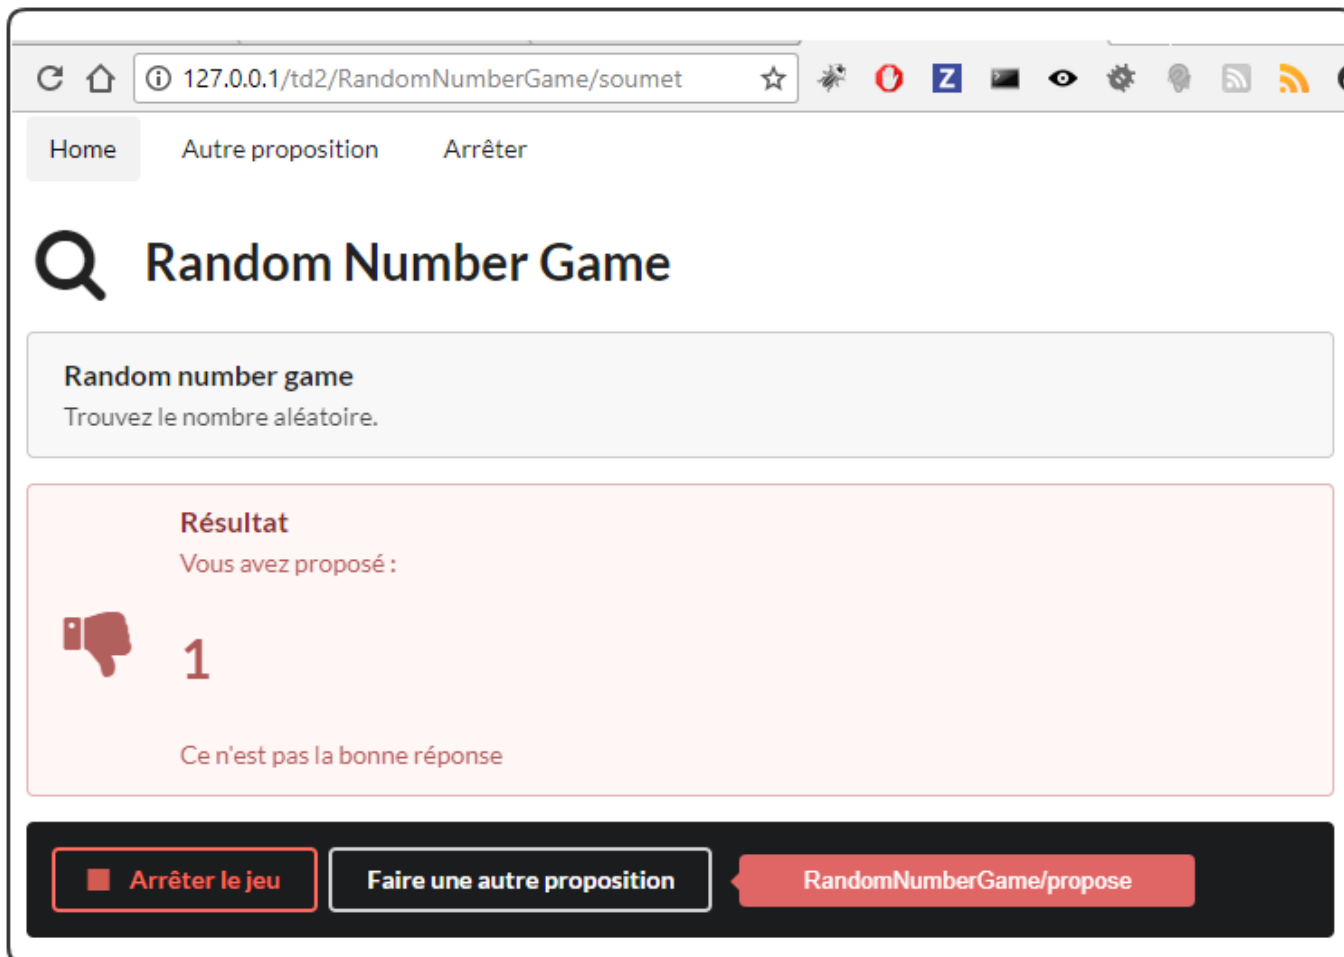 127.0.0.1/td2/RandomNumberGame/soumet
Z
Home Autre proposition Arrêter
Random Number Game
Random number game
Trouvez le nombre aléatoire.
Résultat
Vous avez proposé :
1
Ce n'est pas la bonne réponse
Arrêter le jeu Faire une autre proposition RandomNumberGame/propose